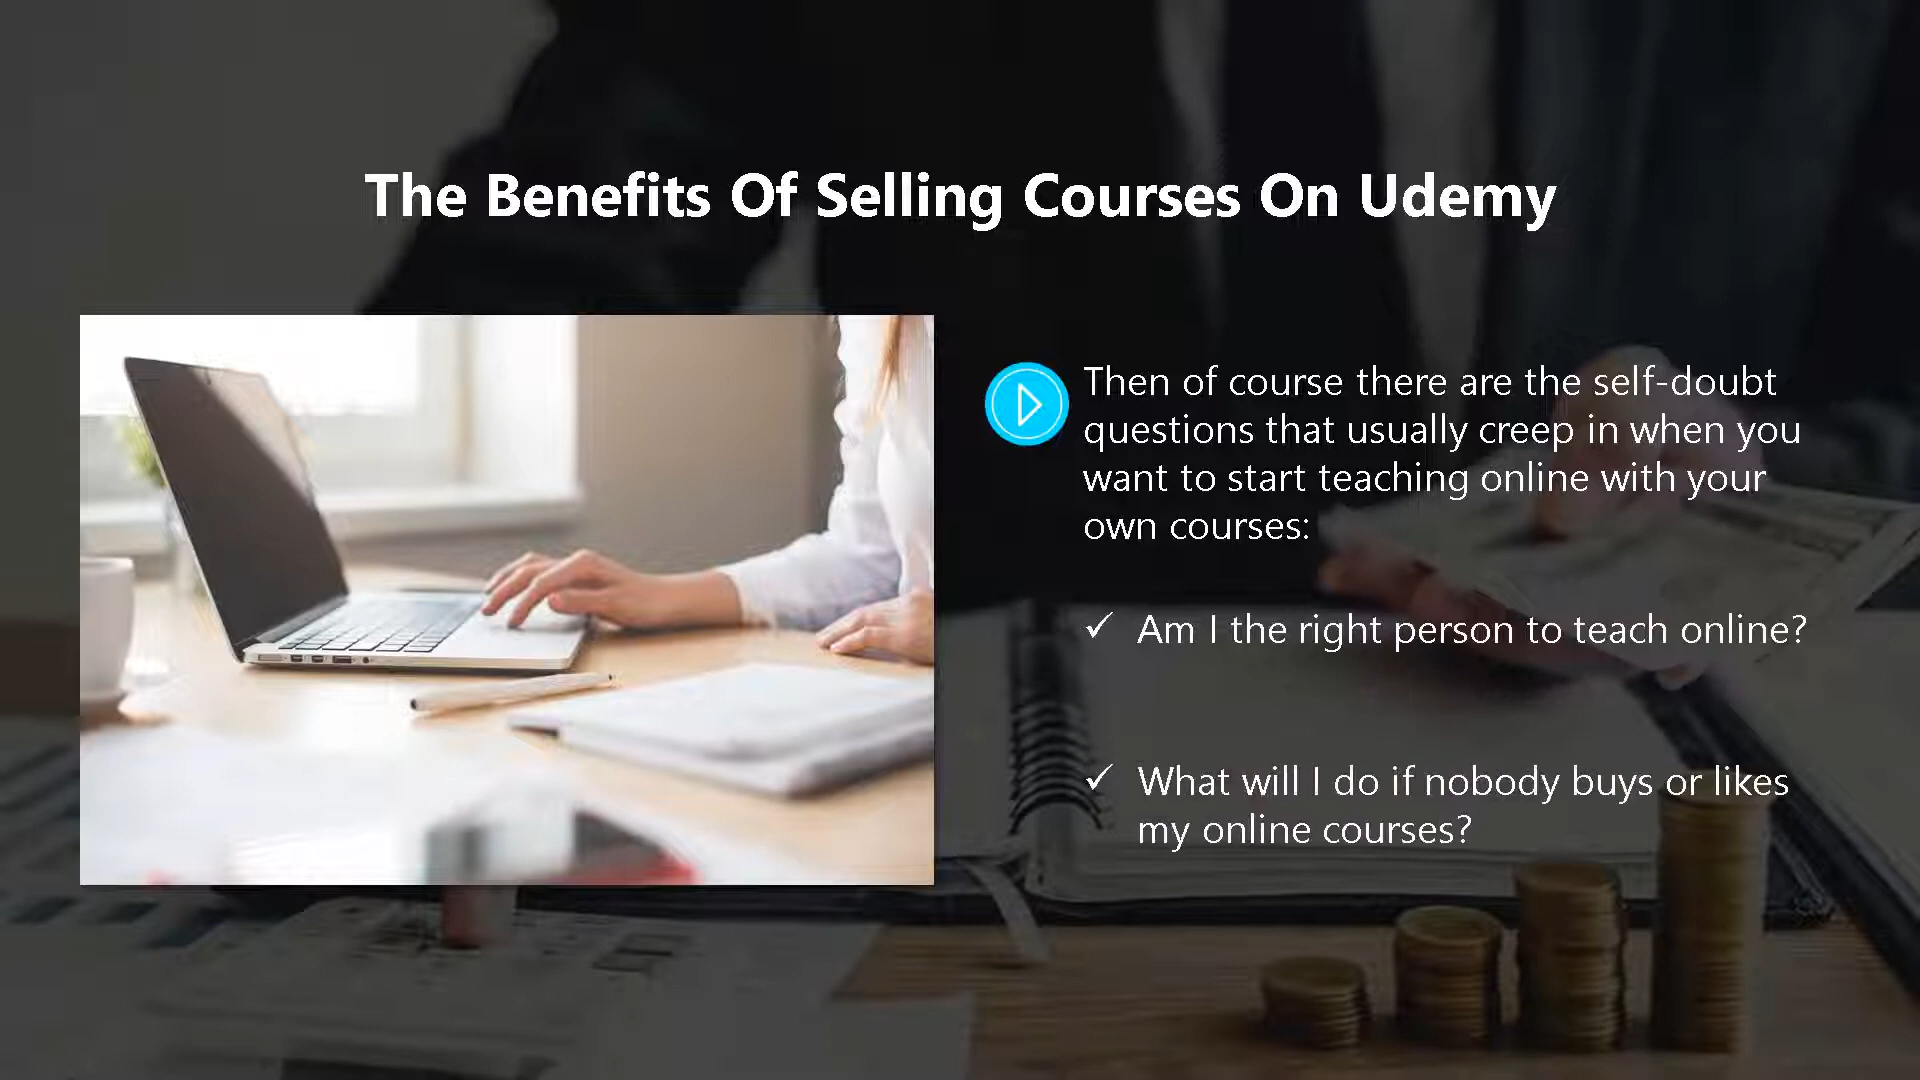 The Benefits Of Selling Courses On Udemy
Then of course there are the self-doubt
questions that usually creep in when you
want to start teaching online with your
own courses:
✓ Am I the right person to teach online?
✓ What will I do if nobody buys or likes
my online courses?